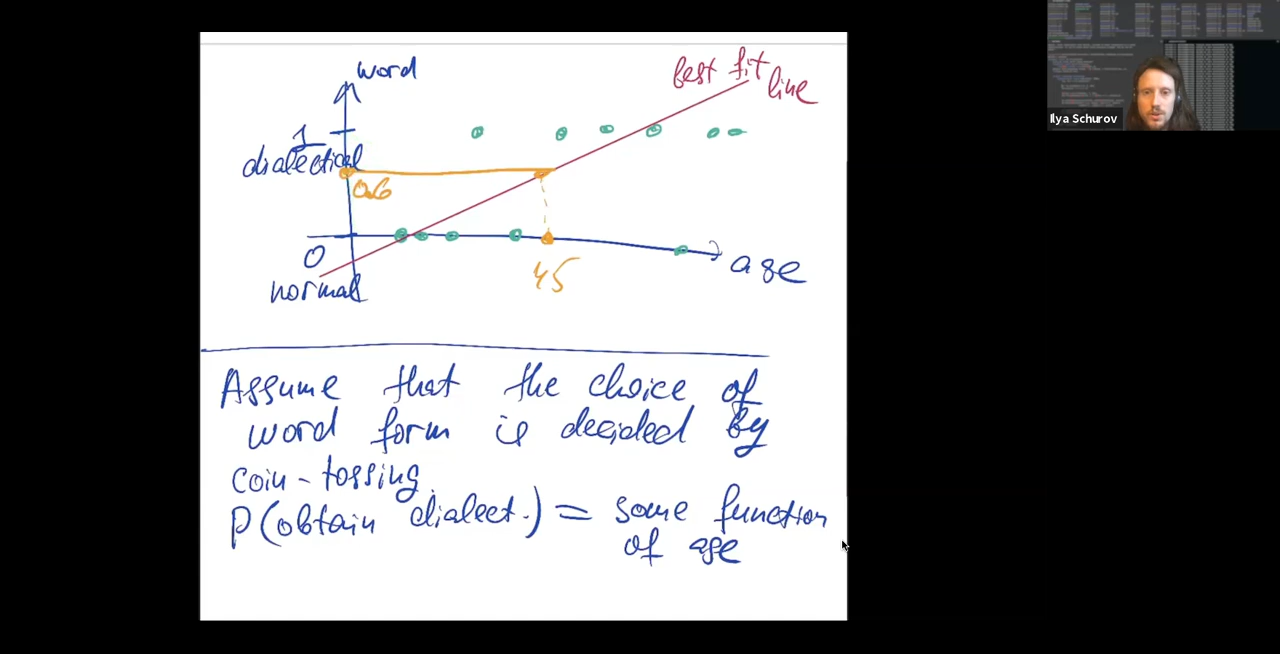 word
best fit
line
1
dialectical
0.6
0
normal
45
age
Assume that the choice of
word form is decided by
coin-tossing.
P(obtain dialect.) = some function
of age
Ilya Schurov